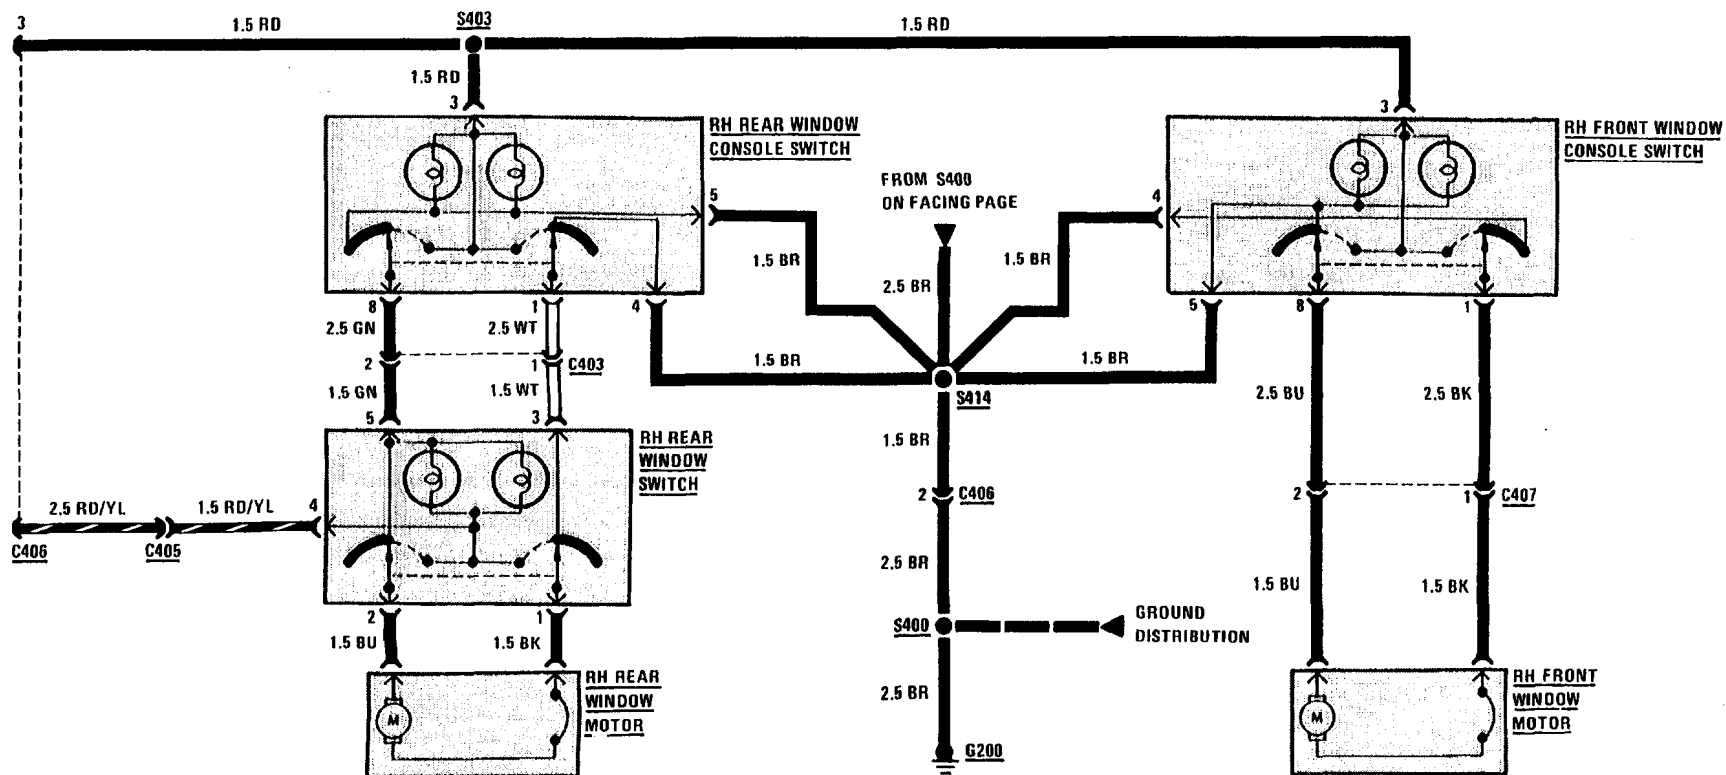 3
1.5 RD
S403
1.5 RD
1.5 RD
3
3
RH REAR WINDOW
CONSOLE SWITCH
RH FRONT WINDOW
CONSOLE SWITCH
FROM S400
ON FACING PAGE
5
4
1.5 BR
1.5 BR
2.5 BR
8
1
4
5
8
1
2.5 GN
2.5 WT
2
1
C403
1.5 BR
1.5 BR
1.5 GN
1.5 WT
S414
2.5 BU
2.5 BK
5
3
RH REAR
WINDOW
SWITCH
1.5 BR
2
C406
2
1
C407
2.5 RD/YL
1.5 RD/YL
4
C406
C405
2.5 BR
1.5 BU
1.5 BK
2
1
S400
GROUND
DISTRIBUTION
1.5 BU
1.5 BK
RH REAR
WINDOW
MOTOR
M
2.5 BR
G200
RH FRONT
WINDOW
MOTOR
M